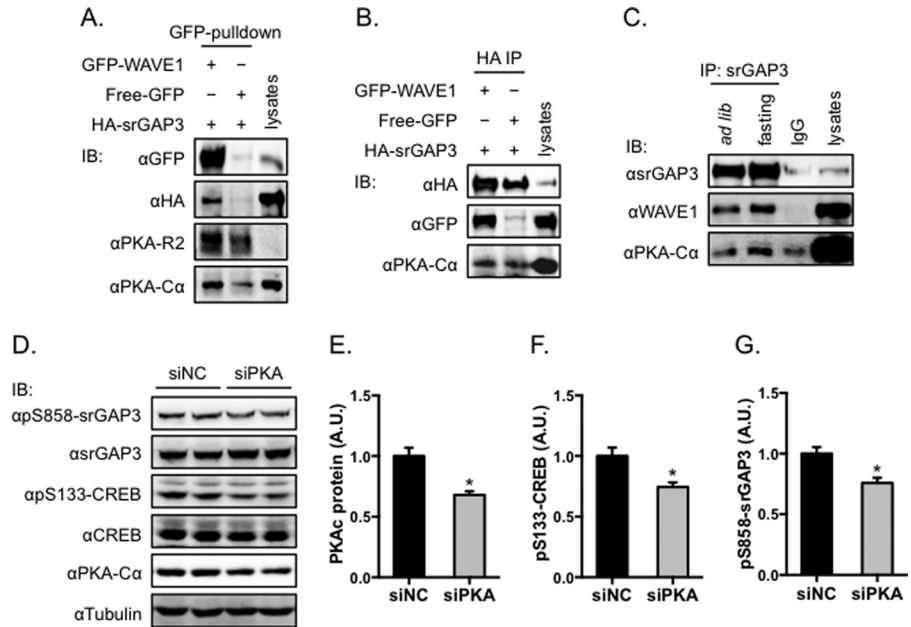 A.
GFP-pulldown
GFP-WAVE1 + −
Free-GFP − +
HA-srGAP3 + +
lysates
IB: αGFP
αHA
αPKA-R2
αPKA-Cα
B.
HA IP
GFP-WAVE1 + −
Free-GFP − +
HA-srGAP3 + +
lysates
IB: αHA
αGFP
αPKA-Cα
C.
IP: srGAP3
ad lib fasting IgG lysates
IB:
αsrGAP3
αWAVE1
αPKA-Cα
D.
siNC siPKA
IB:
αpS858-srGAP3
αsrGAP3
αpS133-CREB
αCREB
αPKA-Cα
αTubulin
E.
PKAc protein (A.U.)
1.5
1.0
0.5
0.0
*
siNC siPKA
F.
pS133-CREB (A.U.)
1.5
1.0
0.5
0.0
*
siNC siPKA
G.
pS858-srGAP3 (A.U.)
1.5
1.0
0.5
0.0
*
siNC siPKA